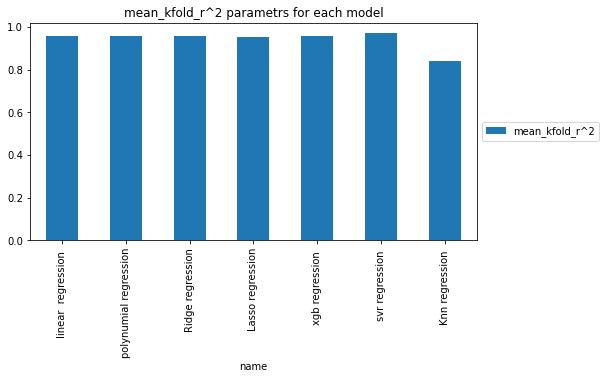 mean_kfold_r^2 parametrs for each model
1.0
0.8
0.6
0.4
0.2
0.0
mean_kfold_r^2
linear  regression
polynumial regression
Ridge regression
Lasso regression
xgb regression
svr regression
Knn regression
name